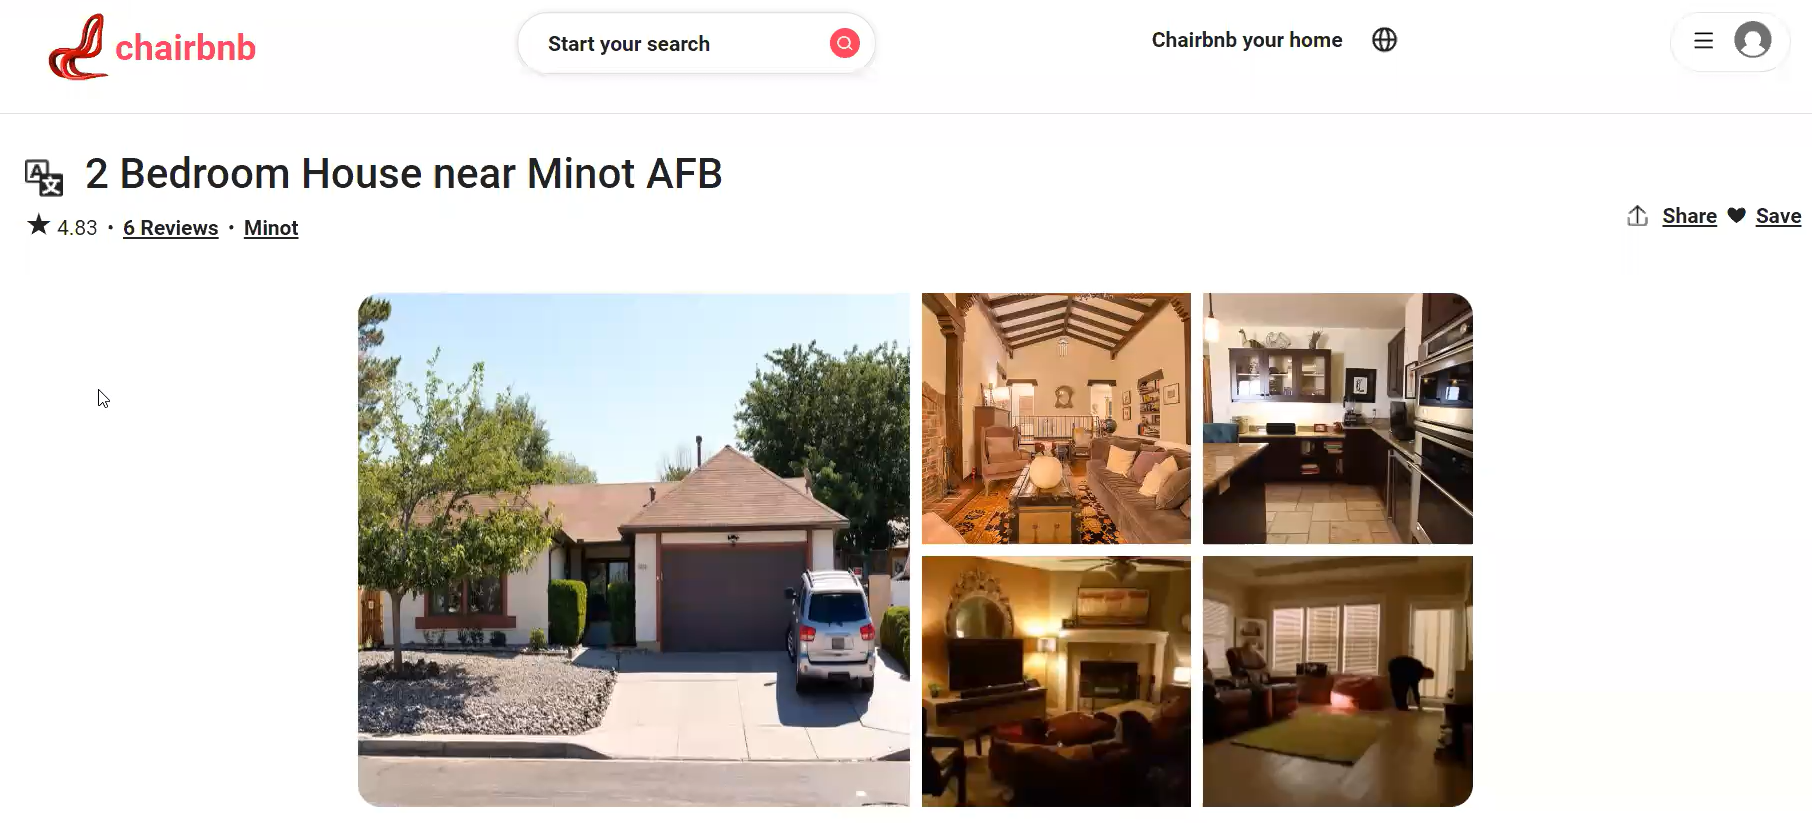 chairbnb
Start your search
Chairbnb your home
2 Bedroom House near Minot AFB
4.83 · 6 Reviews · Minot
Share Save